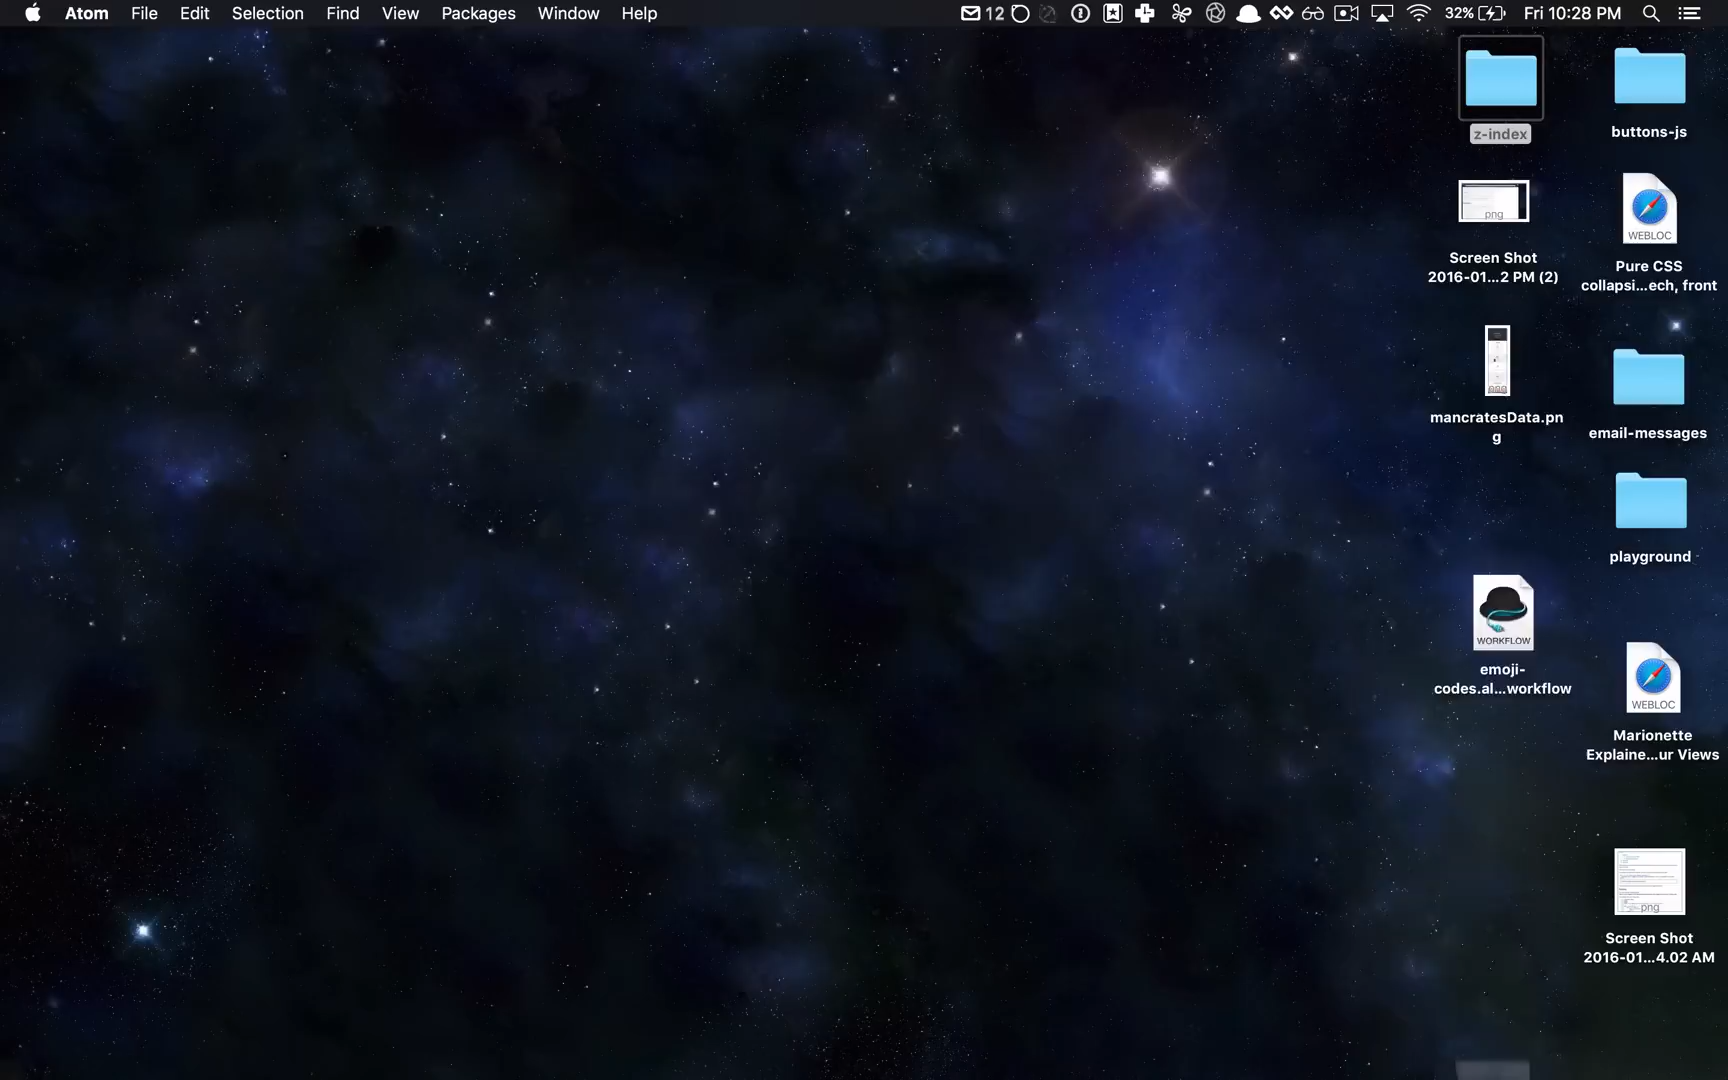 Atom File Edit Selection Find View Packages Window Help 12 32% Fri 10:28 PM
z-index
buttons-js
png
Screen Shot
2016-01...2 PM (2)
WEBLOC
Pure CSS
collapsi...ech, front
mancratesData.pn
g
email-messages
playground
WORKFLOW
emoji-
codes.al...workflow
WEBLOC
Marionette
Explaine...ur Views
png
Screen Shot
2016-01...4.02 AM